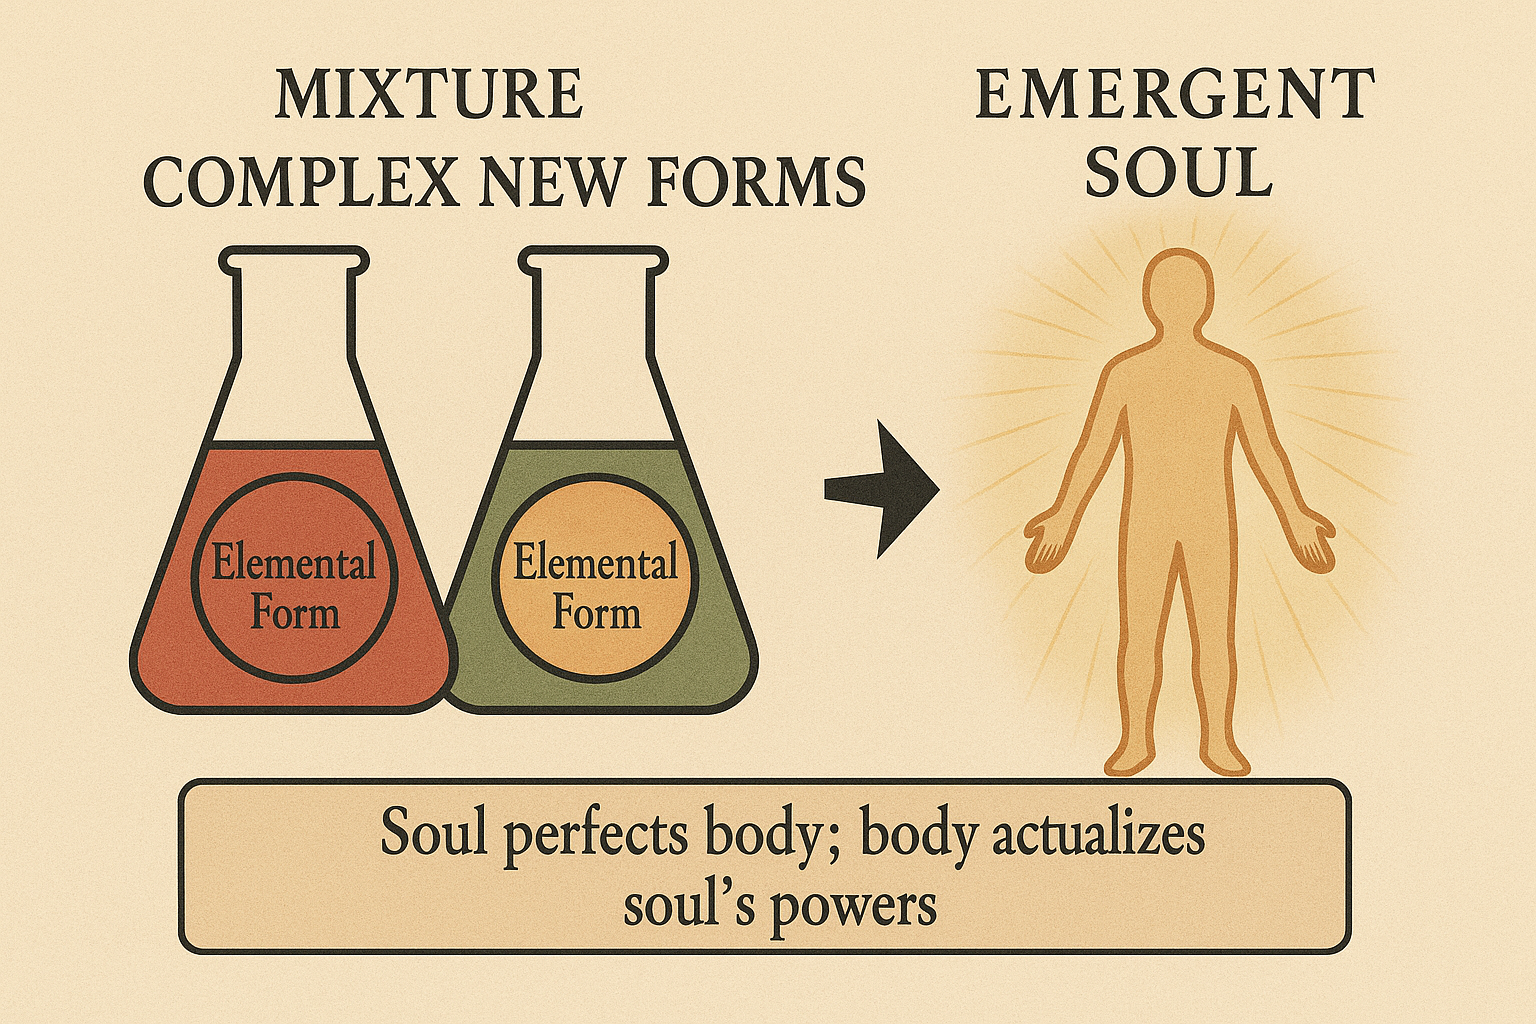 MIXTURE
COMPLEX NEW FORMS
EMERGENT
SOUL
Elemental
Form
Elemental
Form
Soul perfects body; body actualizes
soul’s powers